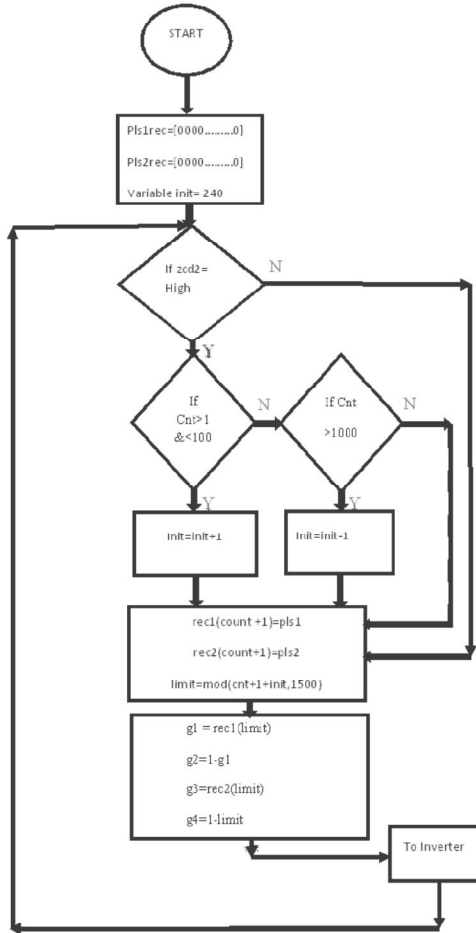 START
Pls1rec=[0000.........0]
Pls2rec=[0000.........0]
Variable init= 240
If zcd2=
High
N
Y
If
Cnt>1
&<100
N
If Cnt
>1000
N
Y
Y
Init=init+1
Init=init-1
rec1(count +1)=pls1
rec2(count+1)=pls2
limit=mod(cnt+1+init,1500)
g1 = rec1(limit)
g2=1-g1
g3=rec2(limit)
g4=1-limit
To Inverter